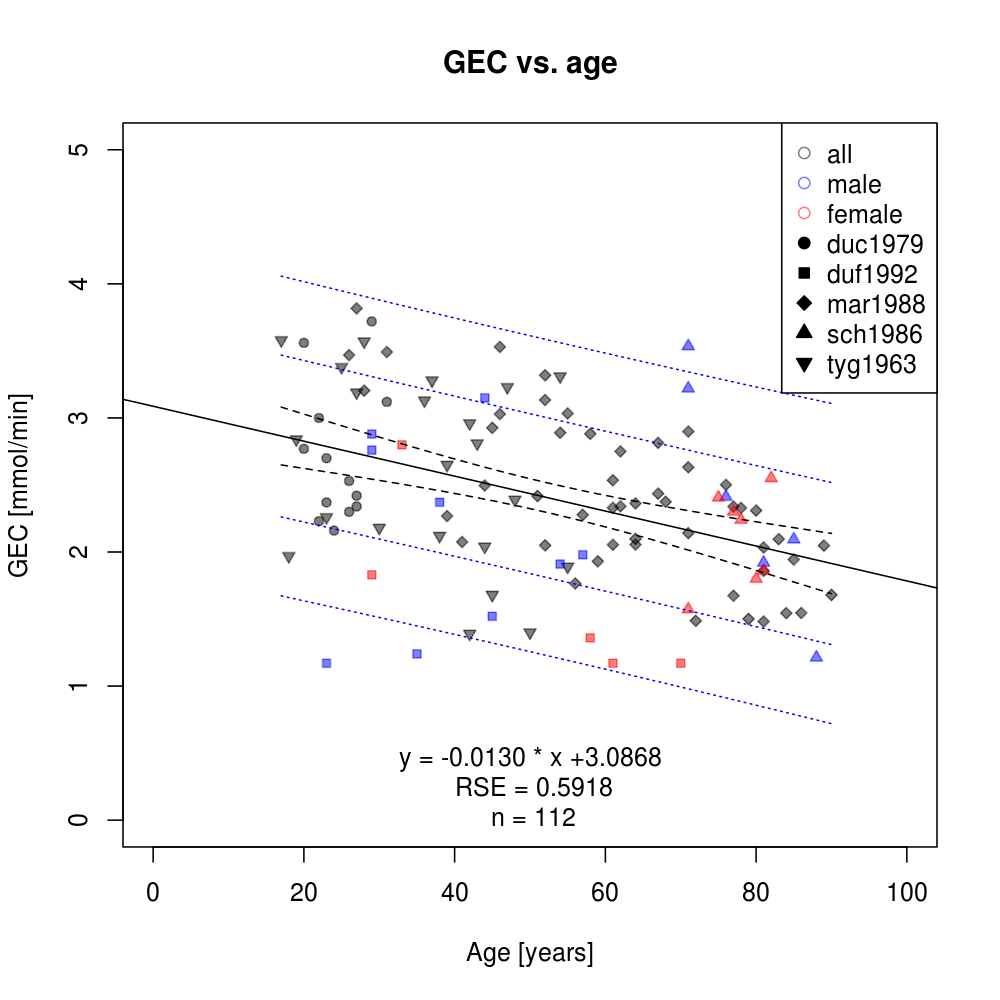 GEC vs. age
GEC [mmol/min]
5
4
3
2
1
0
all
male
female
duc1979
duf1992
mar1988
sch1986
tyg1963
y = -0.0130 * x +3.0868
RSE = 0.5918
n = 112
0 20 40 60 80 100
Age [years]